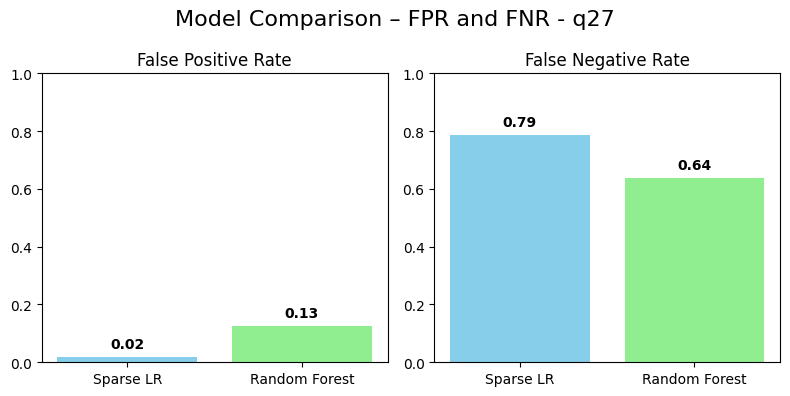 Model Comparison – FPR and FNR - q27
False Positive Rate
1.0
0.8
0.6
0.4
0.2
0.0
0.02
0.13
Sparse LR
Random Forest
False Negative Rate
1.0
0.8
0.6
0.4
0.2
0.0
0.79
0.64
Sparse LR
Random Forest